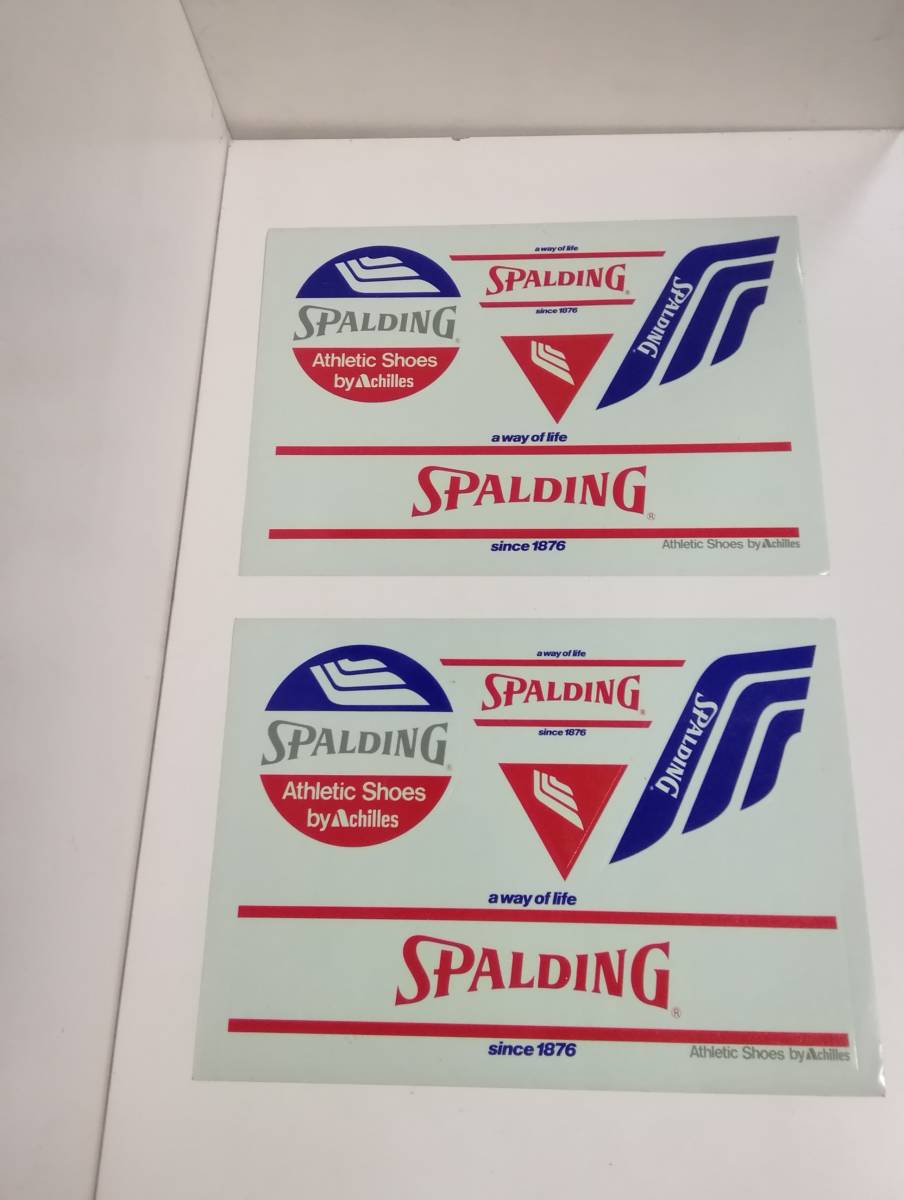 SPALDING
Athletic Shoes
by Achilles
a way of life
SPALDING®
since 1876
SPALDING
a way of life
SPALDING®
since 1876
Athletic Shoes by Achilles
SPALDING
Athletic Shoes
by Achilles
a way of life
SPALDING®
since 1876
SPALDING
a way of life
SPALDING®
since 1876
Athletic Shoes by Achilles